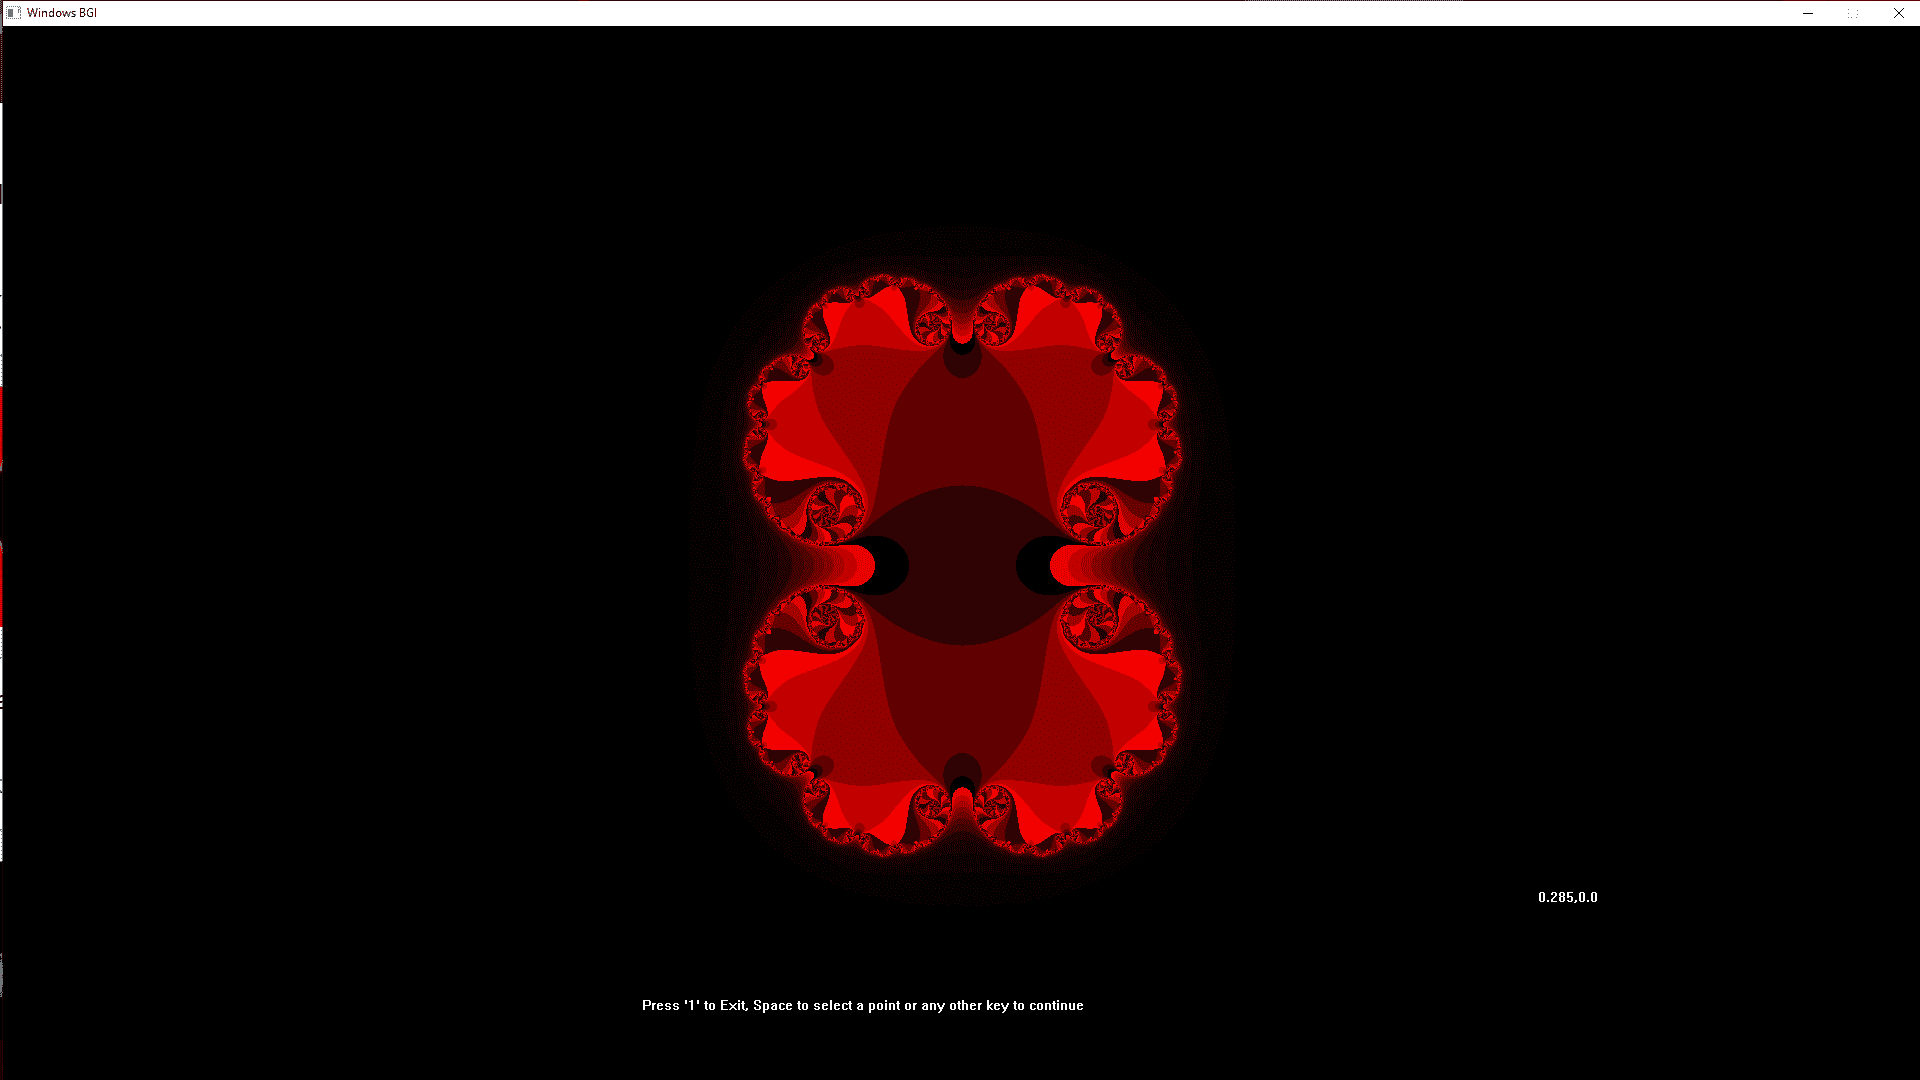 Windows BGI
0.285,0.0
Press '1' to Exit, Space to select a point or any other key to continue